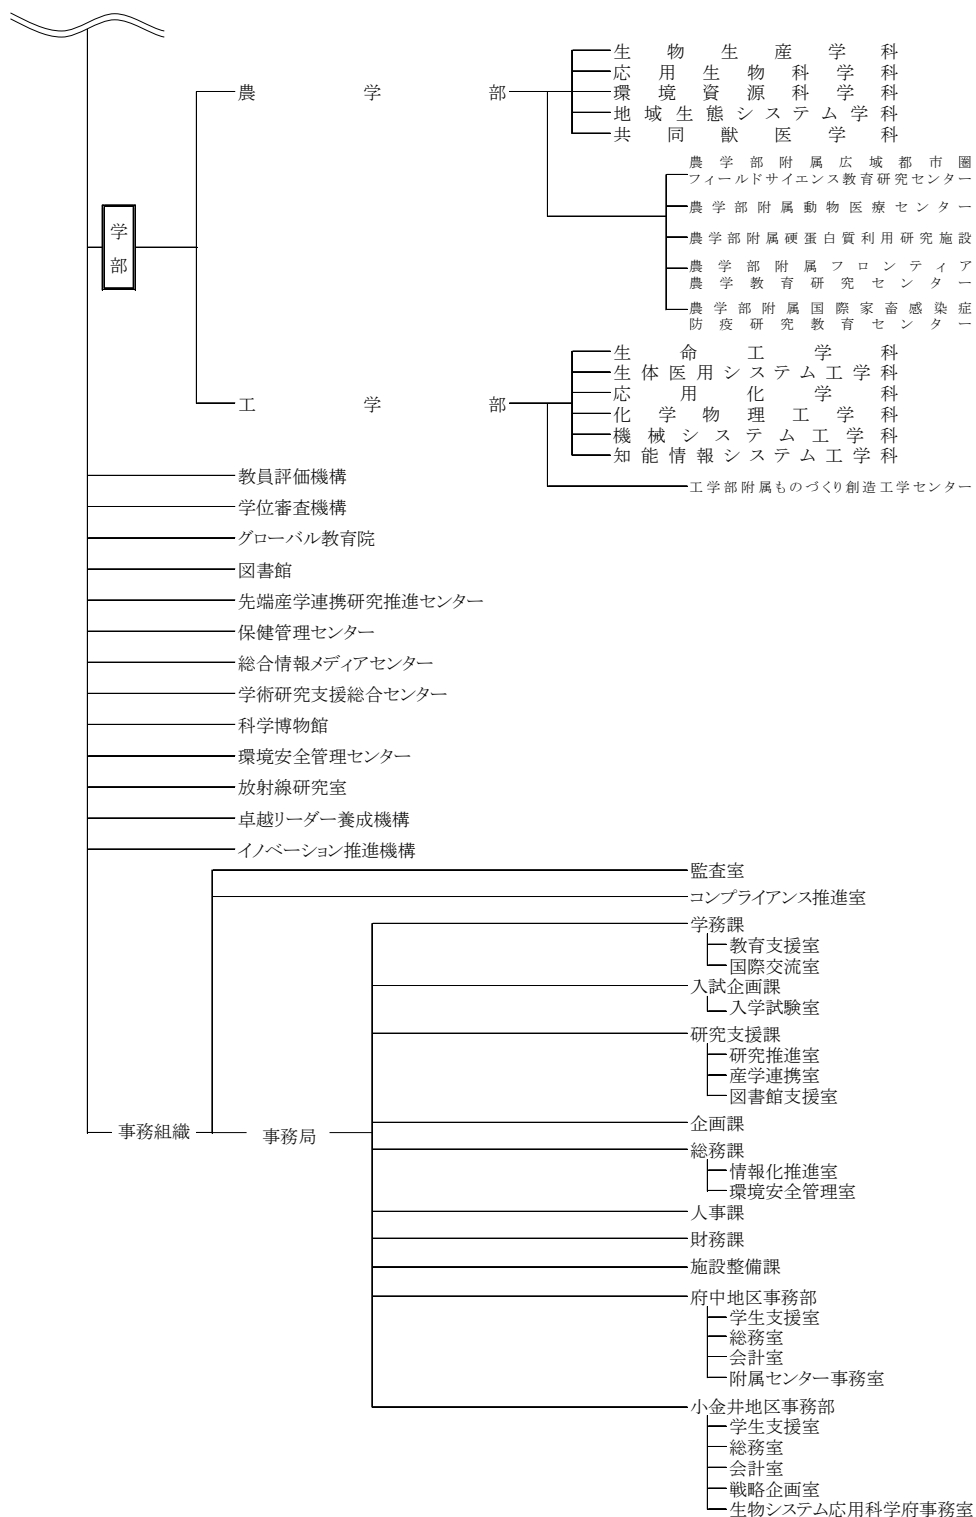 学部
農学部
生物生産学科
応用生物科学科
環境資源科学科
地域生態システム学科
共同獣医学科
農学部附属広域都市圏
フィールドサイエンス教育研究センター
農学部附属動物医療センター
農学部附属硬蛋白質利用研究施設
農学部附属フロンティア
農学教育研究センター
農学部附属国際家畜感染症
防疫研究教育センター
工学部
生命工学科
生体医用システム工学科
応用化学科
化学物理工学科
機械システム工学科
知能情報システム工学科
工学部附属ものづくり創造工学センター
教員評価機構
学位審査機構
グローバル教育院
図書館
先端産学連携研究推進センター
保健管理センター
総合情報メディアセンター
学術研究支援総合センター
科学博物館
環境安全管理センター
放射線研究室
卓越リーダー養成機構
イノベーション推進機構
事務組織
監査室
コンプライアンス推進室
事務局
学務課
教育支援室
国際交流室
入試企画課
入学試験室
研究支援課
研究推進室
産学連携室
図書館支援室
企画課
総務課
情報化推進室
環境安全管理室
人事課
財務課
施設整備課
府中地区事務部
学生支援室
総務室
会計室
附属センター事務室
小金井地区事務部
学生支援室
総務室
会計室
戦略企画室
生物システム応用科学府事務室